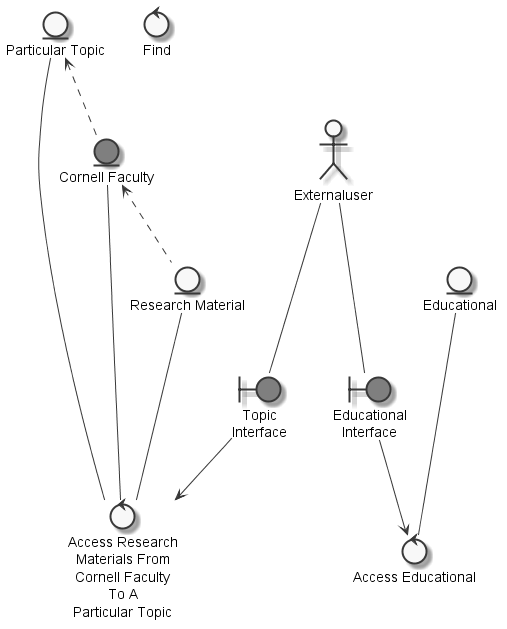 Particular Topic
Find
Cornell Faculty
Externaluser
Research Material
Educational
Topic
Interface
Educational
Interface
Access Research
Materials From
Cornell Faculty
To A
Particular Topic
Access Educational